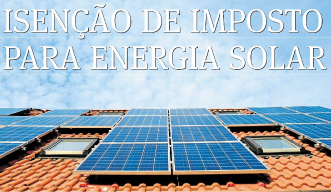 ISENÇÃO DE IMPOSTO
PARA ENERGIA SOLAR